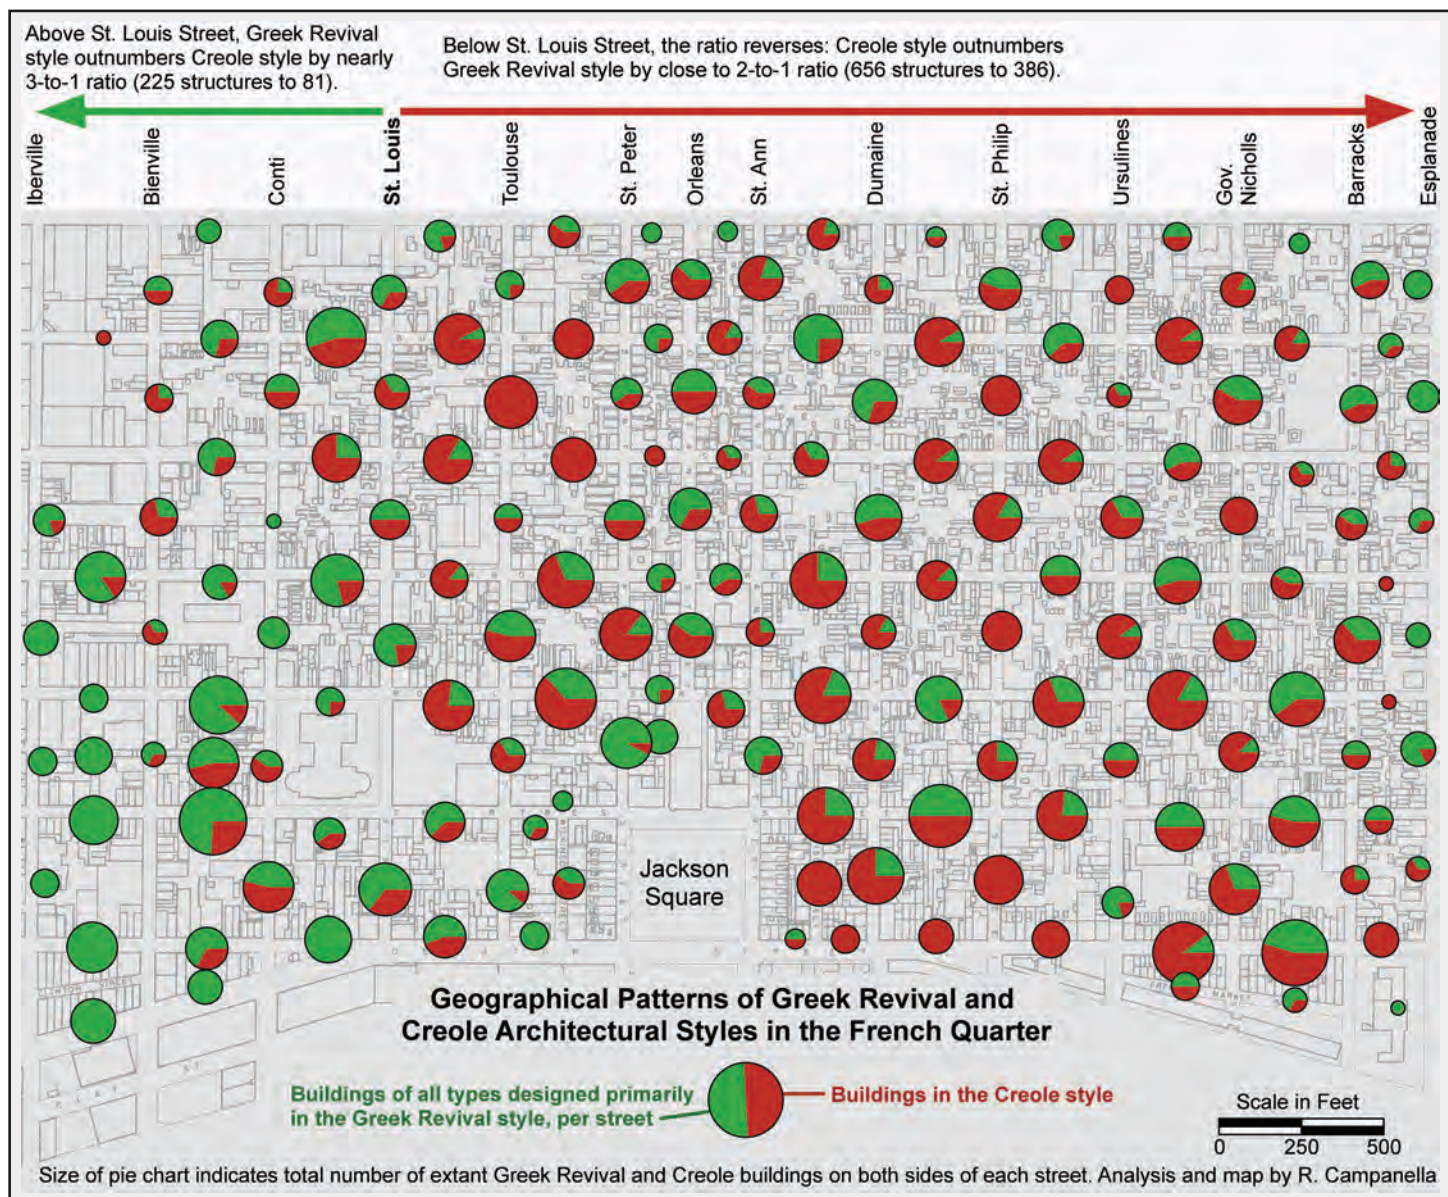 Above St. Louis Street, Greek Revival
style outnumbers Creole style by nearly
3-to-1 ratio (225 structures to 81).
Below St. Louis Street, the ratio reverses: Creole style outnumbers
Greek Revival style by close to 2-to-1 ratio (656 structures to 386).
Iberville
Bienville
Conti
St. Louis
Toulouse
St. Peter
Orleans
St. Ann
Dumaine
St. Philip
Ursulines
Gov.
Nicholls
Barracks
Esplanade
Jackson
Square
Geographical Patterns of Greek Revival and
Creole Architectural Styles in the French Quarter
Buildings of all types designed primarily
in the Greek Revival style, per street
Buildings in the Creole style
Scale in Feet
0 250 500
Size of pie chart indicates total number of extant Greek Revival and Creole buildings on both sides of each street. Analysis and map by R. Campanella